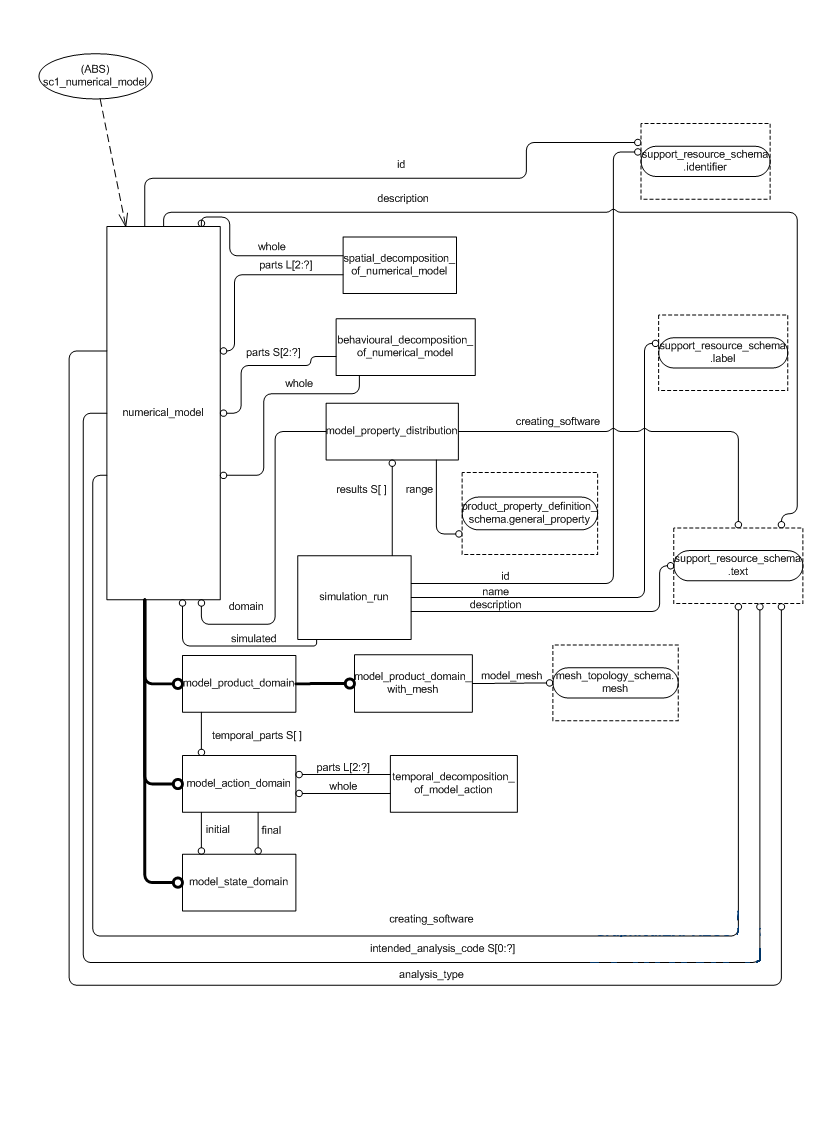 (ABS)
sc1_numerical_model
id
support_resource_schema
.identifier
description
whole
parts L[2:?]
spatial_decomposition_
of_numerical_model
parts S[2:?]
whole
behavioural_decomposition_
of_numerical_model
support_resource_schema
.label
numerical_model
model_property_distribution
creating_software
results S[ ]
range
product_property_definition_
schema.general_property
support_resource_schema
.text
simulation_run
id
name
description
domain
simulated
model_product_domain
model_product_domain_
with_mesh
model_mesh
mesh_topology_schema.
mesh
temporal_parts S[ ]
model_action_domain
parts L[2:?]
whole
temporal_decomposition_
of_model_action
initial
final
model_state_domain
creating_software
intended_analysis_code S[0:?]
analysis_type